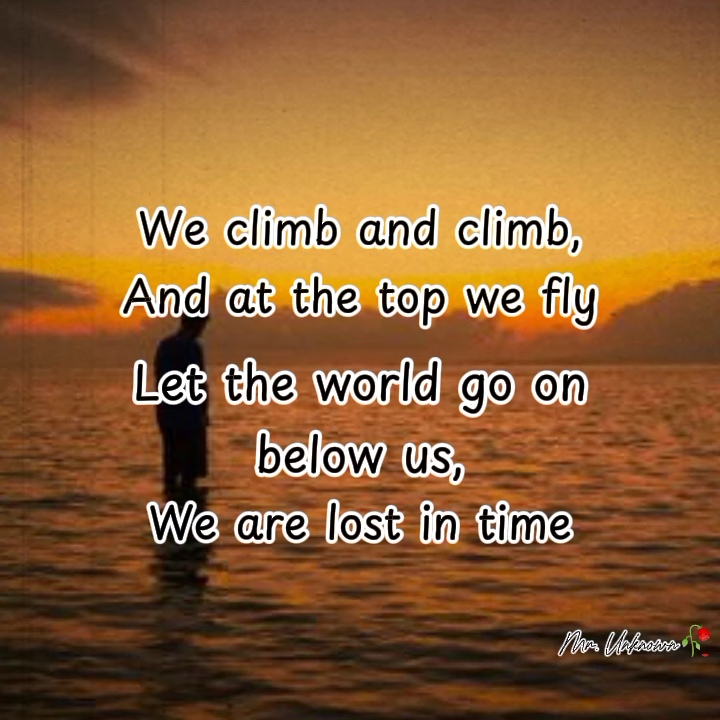 We climb and climb,
And at the top we fly
Let the world go on
below us,
We are lost in time
Mr. Unknown🥀